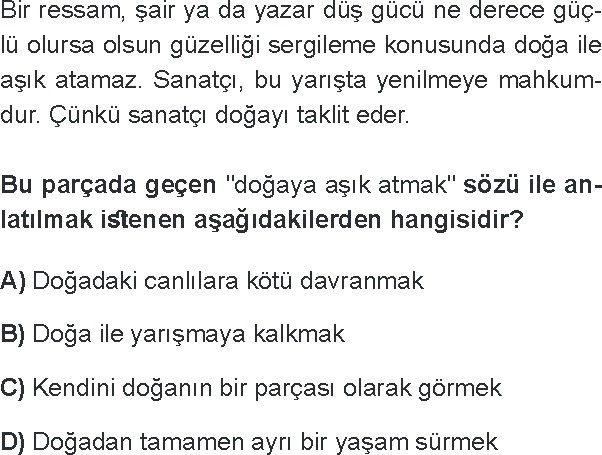 Bir ressam, şair ya da yazar düş gücü ne derece güç-
lü olursa olsun güzelliği sergileme konusunda doğa ile
aşık atamaz. Sanatçı, bu yarışta yenilmeye mahkum-
dur. Çünkü sanatçı doğayı taklit eder.
Bu parçada geçen "doğaya aşık atmak" sözü ile an-
latılmak istenen aşağıdakilerden hangisidir?
A) Doğadaki canlılara kötü davranmak
B) Doğa ile yarışmaya kalkmak
C) Kendini doğanın bir parçası olarak görmek
D) Doğadan tamamen ayrı bir yaşam sürmek